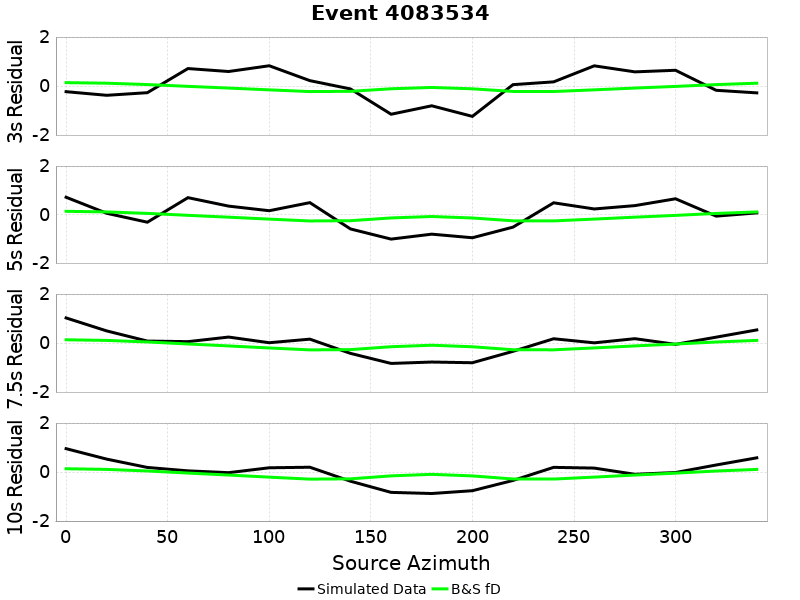 Event 4083534
3s Residual
2
0
-2
5s Residual
2
0
-2
7.5s Residual
2
0
-2
10s Residual
2
0
-2
0 50 100 150 200 250 300
Source Azimuth
Simulated Data B&S fD